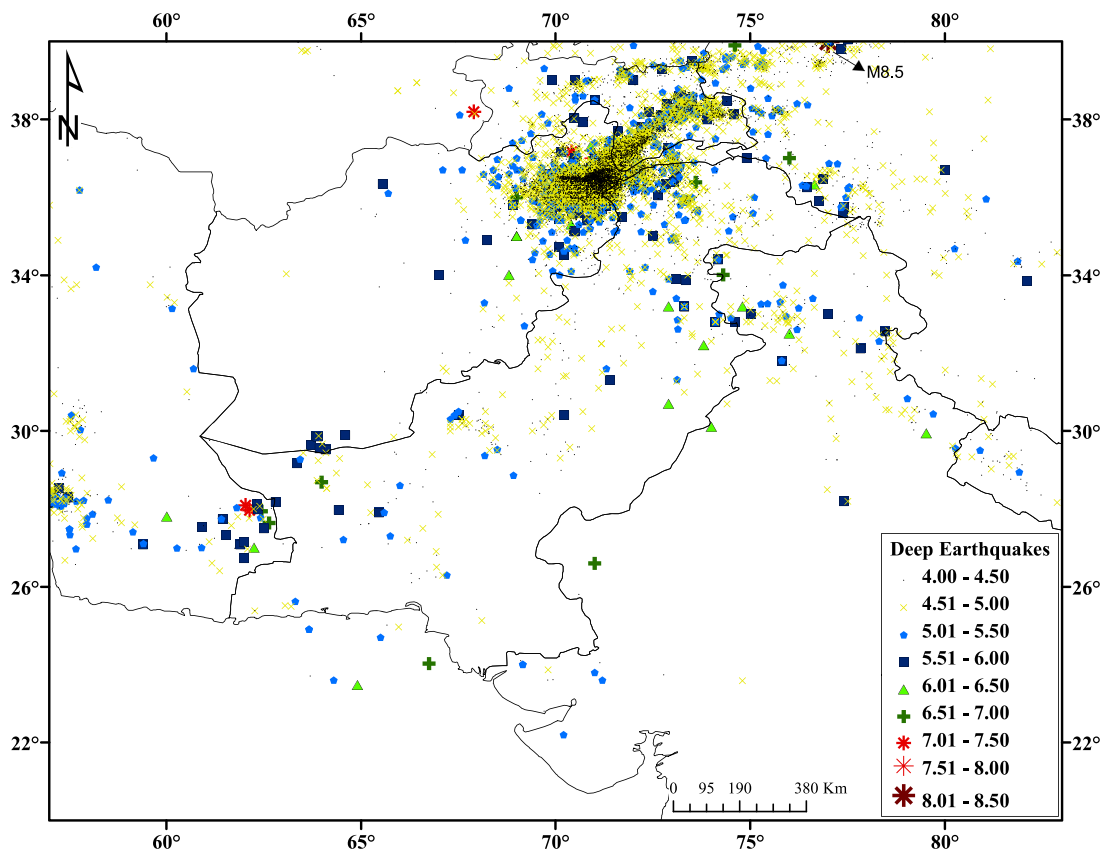 60° 65° 70° 75° 80°
M8.5
N
38° 38°
34° 34°
30° 30°
26° 26°
22° 22°
Deep Earthquakes
4.00 - 4.50
4.51 - 5.00
5.01 - 5.50
5.51 - 6.00
6.01 - 6.50
6.51 - 7.00
7.01 - 7.50
7.51 - 8.00
8.01 - 8.50
0 95 190 380 Km
60° 65° 70° 75° 80°